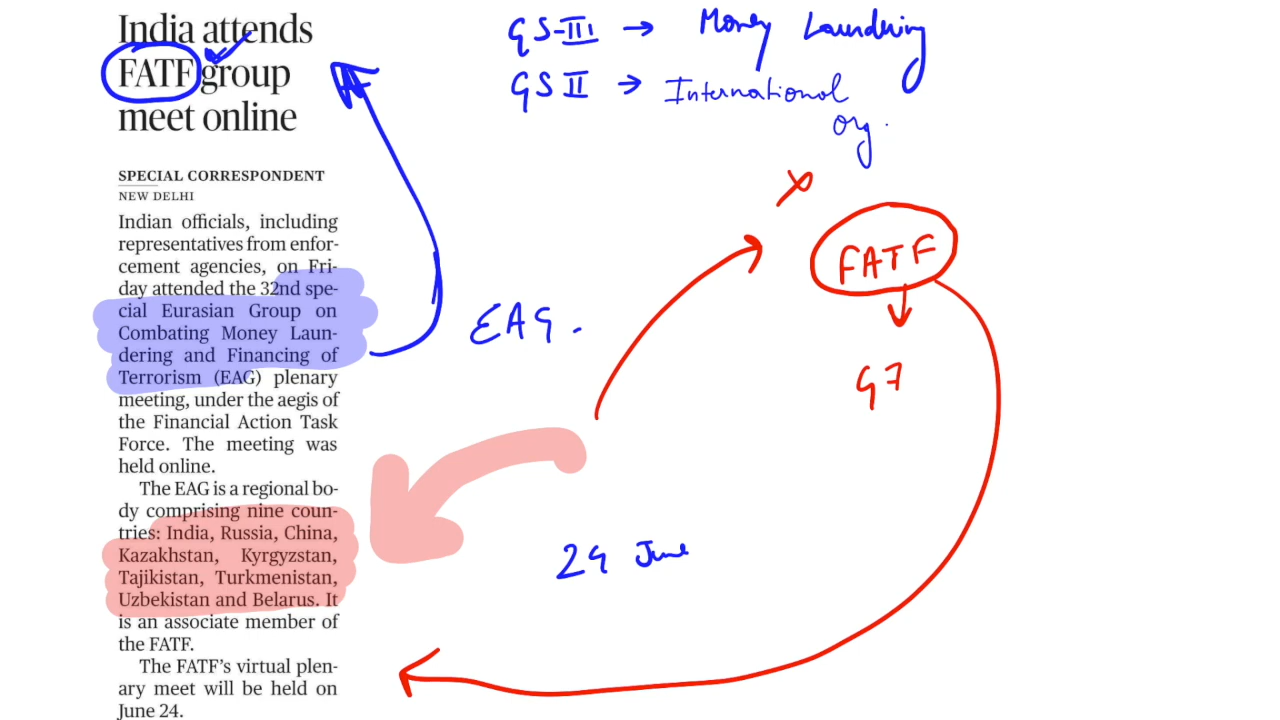 India attends
FATF group
meet online
SPECIAL CORRESPONDENT
NEW DELHI
Indian officials, including
representatives from enfor-
cement agencies, on Fri-
day attended the 32nd spe-
cial Eurasian Group on
Combating Money Laun-
dering and Financing of
Terrorism (EAG) plenary
meeting, under the aegis of
the Financial Action Task
Force. The meeting was
held online.
The EAG is a regional bo-
dy comprising nine coun-
tries: India, Russia, China,
Kazakhstan, Kyrgyzstan,
Tajikistan, Turkmenistan,
Uzbekistan and Belarus. It
is an associate member of
the FATF.
The FATF's virtual plen-
ary meet will be held on
June 24.
GS-III → Money Laundering
GS II → International
org.
FATF
G7
EAG.
24 June